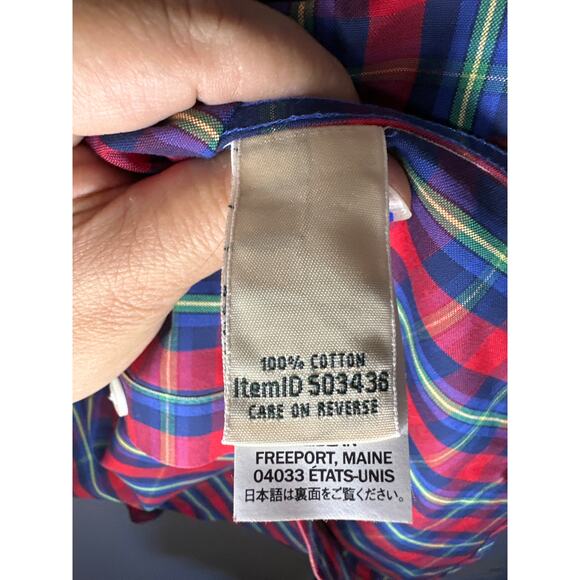 100% COTTON
ItemID 503436
CARE ON REVERSE
FREEPORT, MAINE
04033 ÉTATS-UNIS
日本語は裏面をご覧ください。